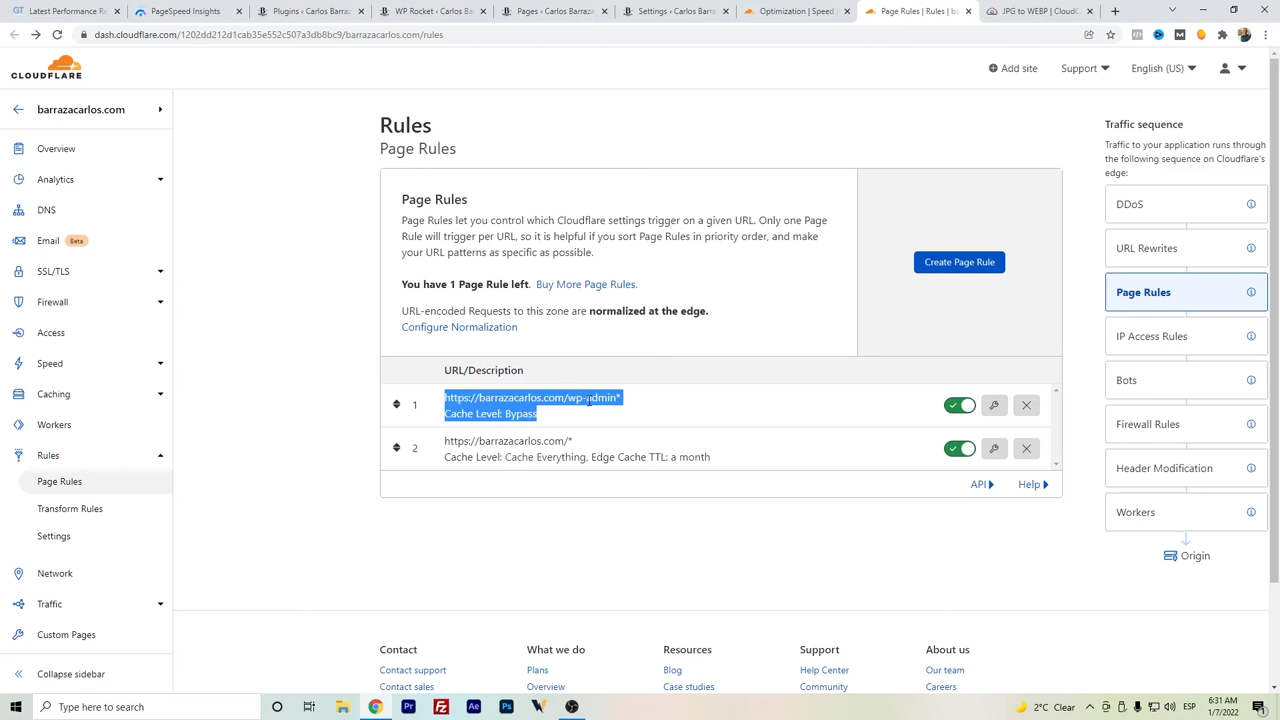 Latest Performance Re
PageSpeed Insights
Plugins ‹ Carlos Barraza
WP Rocket ‹ Carlos Ba
Pages ‹ Carlos Barraza
Settings ‹ Carlos Barra
Optimization | Speed |
Page Rules | Rules | ba
JPG to WEBP | CloudC
dash.cloudflare.com/1202dd212d1cab35e552c507a3db8bc9/barrazacarlos.com/rules
CLOUDFLARE
Add site
Support
English (US)
barrazacarlos.com
Overview
Analytics
DNS
Email Beta
SSL/TLS
Firewall
Access
Speed
Caching
Workers
Rules
Page Rules
Transform Rules
Settings
Network
Traffic
Custom Pages
Collapse sidebar
Rules
Page Rules
Page Rules
Page Rules let you control which Cloudflare settings trigger on a given URL. Only one Page
Rule will trigger per URL, so it is helpful if you sort Page Rules in priority order, and make
your URL patterns as specific as possible.
You have 1 Page Rule left. Buy More Page Rules.
URL-encoded Requests to this zone are normalized at the edge.
Configure Normalization
Create Page Rule
URL/Description
1
https://barrazacarlos.com/wp-admin*
Cache Level: Bypass
2
https://barrazacarlos.com/*
Cache Level: Cache Everything, Edge Cache TTL: a month
API
Help
Traffic sequence
Traffic to your application runs through
the following sequence on Cloudflare's
edge:
DDoS
URL Rewrites
Page Rules
IP Access Rules
Bots
Firewall Rules
Header Modification
Workers
Origin
Contact
Contact support
Contact sales
What we do
Plans
Overview
Resources
Blog
Case studies
Support
Help Center
Community
About us
Our team
Careers
Type here to search
2°C Clear
ESP
6:31 AM
1/7/2022